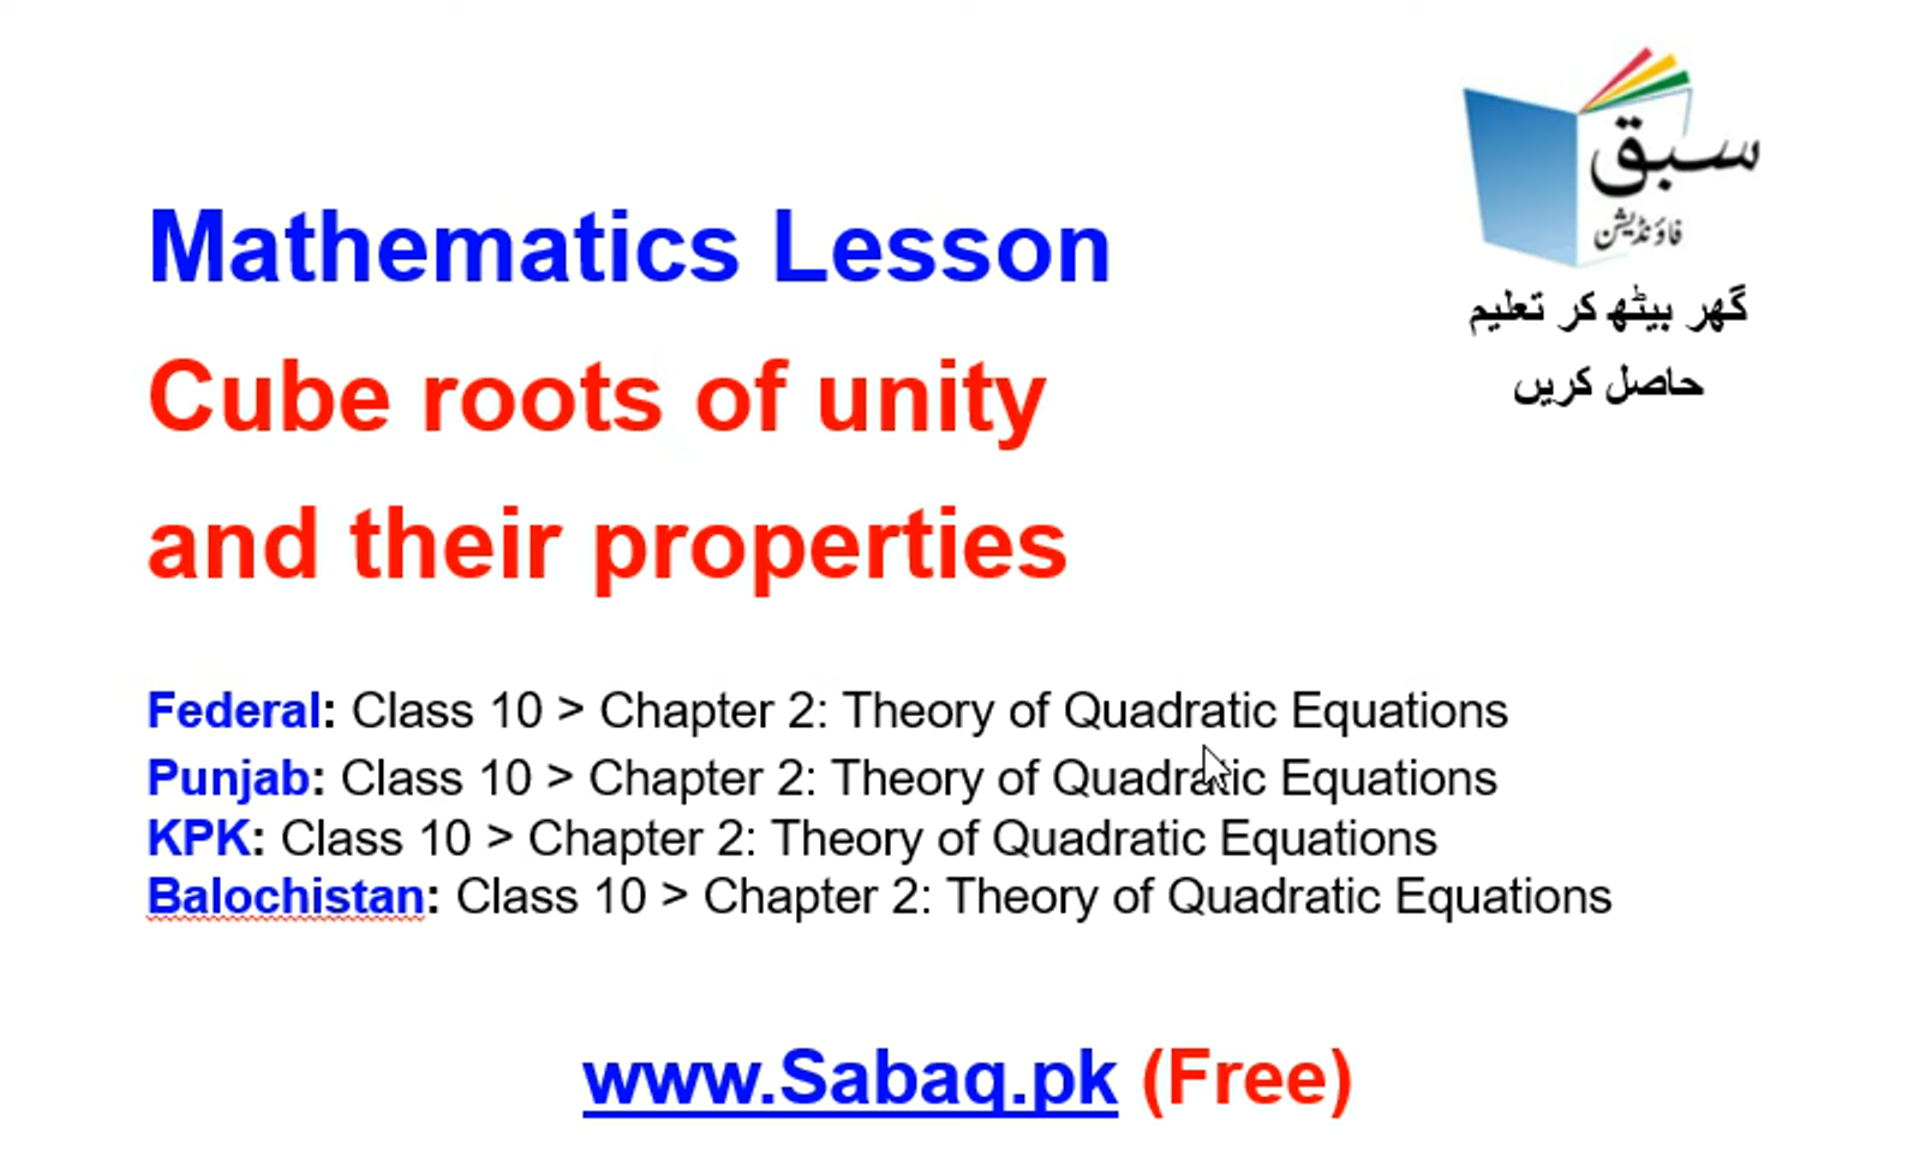 سبق
فاؤنڈیشن
گھر بیٹھ کر تعلیم
حاصل کریں
Mathematics Lesson
Cube roots of unity
and their properties
Federal: Class 10 > Chapter 2: Theory of Quadratic Equations
Punjab: Class 10 > Chapter 2: Theory of Quadratic Equations
KPK: Class 10 > Chapter 2: Theory of Quadratic Equations
Balochistan: Class 10 > Chapter 2: Theory of Quadratic Equations
www.Sabaq.pk (Free)